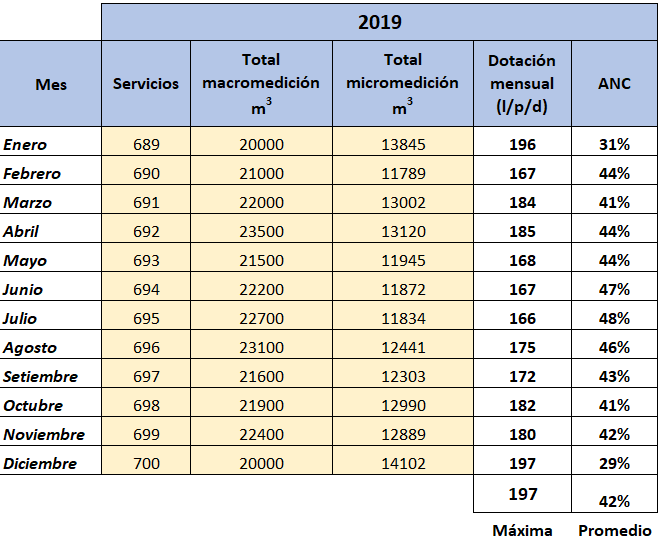 2019
Mes Servicios Total macromedición m³ Total micromedición m³ Dotación mensual (l/p/d) ANC
Enero 689 20000 13845 196 31%
Febrero 690 21000 11789 167 44%
Marzo 691 22000 13002 184 41%
Abril 692 23500 13120 185 44%
Mayo 693 21500 11945 168 44%
Junio 694 22200 11872 167 47%
Julio 695 22700 11834 166 48%
Agosto 696 23100 12441 175 46%
Setiembre 697 21600 12303 172 43%
Octubre 698 21900 12990 182 41%
Noviembre 699 22400 12889 180 42%
Diciembre 700 20000 14102 197 29%
197 42%
Máxima Promedio